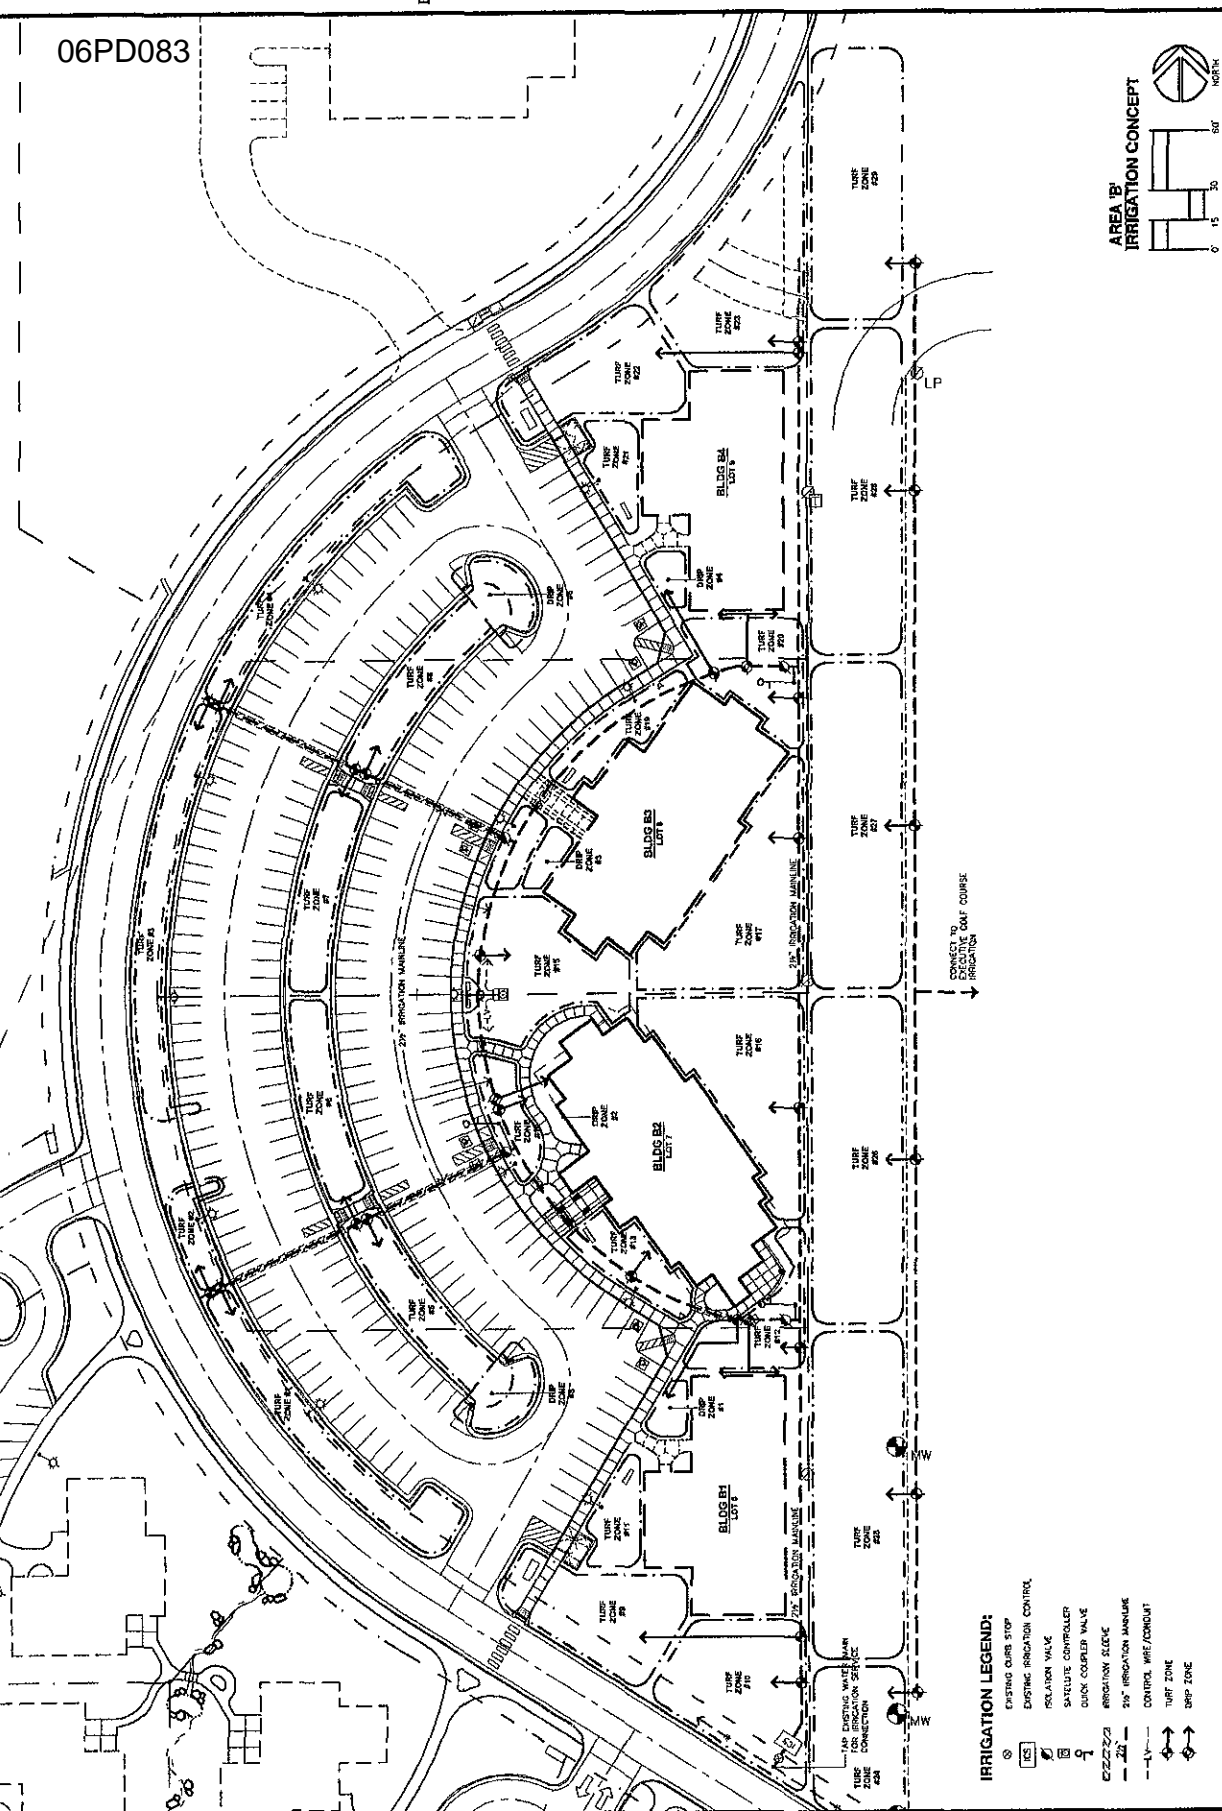 06PD083
AREA 'B'
IRRIGATION CONCEPT
NORTH
0' 15 30 60'
TURF
ZONE
#29
TURF
ZONE
#23
TURF
ZONE
#22
TURF
ZONE
#21
BLDG B4
LOT 9
LP
TURF
ZONE
#28
DRIP
ZONE
#4
TURF
ZONE
#20
TURF
ZONE #4
DRIP
ZONE
TURF
ZONE
#8
TURF
ZONE
#19
BLDG B3
LOT 8
TURF
ZONE
#27
DRIP
ZONE
#3
TURF
ZONE
#7
TURF
ZONE #3
TURF
ZONE
#15
TURF
ZONE
#17
2½" IRRIGATION MAINLINE
2½" IRRIGATION MAINLINE
CONNECT TO
EXECUTIVE GOLF COURSE
IRRIGATION
TURF
ZONE
#16
TURF
ZONE
#6
TURF
ZONE
DRIP
ZONE
#2
BLDG B2
LOT 7
TURF
ZONE
#26
TURF
ZONE #2
TURF
ZONE
#13
TURF
ZONE
#5
TURF
ZONE
#12
TURF
ZONE #1
DRIP
ZONE
DRIP
ZONE
#1
MW
BLDG B1
LOT 6
TURF
ZONE
#11
TURF
ZONE
#25
2½" IRRIGATION MAINLINE
TURF
ZONE
#9
TURF
ZONE
#10
TAP EXISTING WATER MAIN
FOR IRRIGATION SERVICE
CONNECTION
MW
TURF
ZONE
#24
IRRIGATION LEGEND:
EXISTING CURB STOP
ICS EXISTING IRRIGATION CONTROL
ISOLATION VALVE
SATELLITE CONTROLLER
QUICK COUPLER VALVE
IRRIGATION SLEEVE
2½" 2½" IRRIGATION MAINLINE
LV CONTROL WIRE/CONDUIT
TURF ZONE
DRIP ZONE